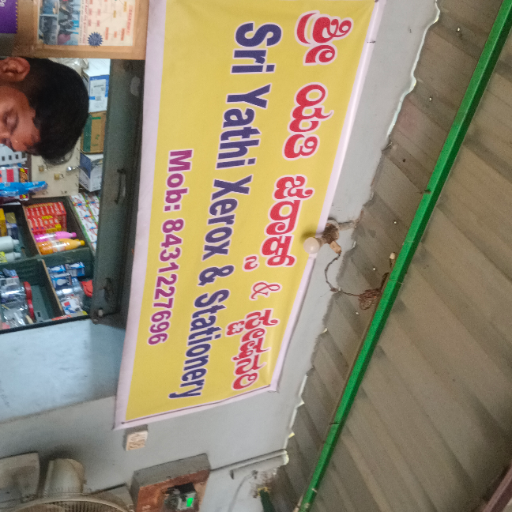 ಶ್ರೀ ಯತಿ ಜೆರಾಕ್ಸ್ & ಸ್ಟೇಷನರಿ
Sri Yathi Xerox & Stationery
Mob: 8431227696